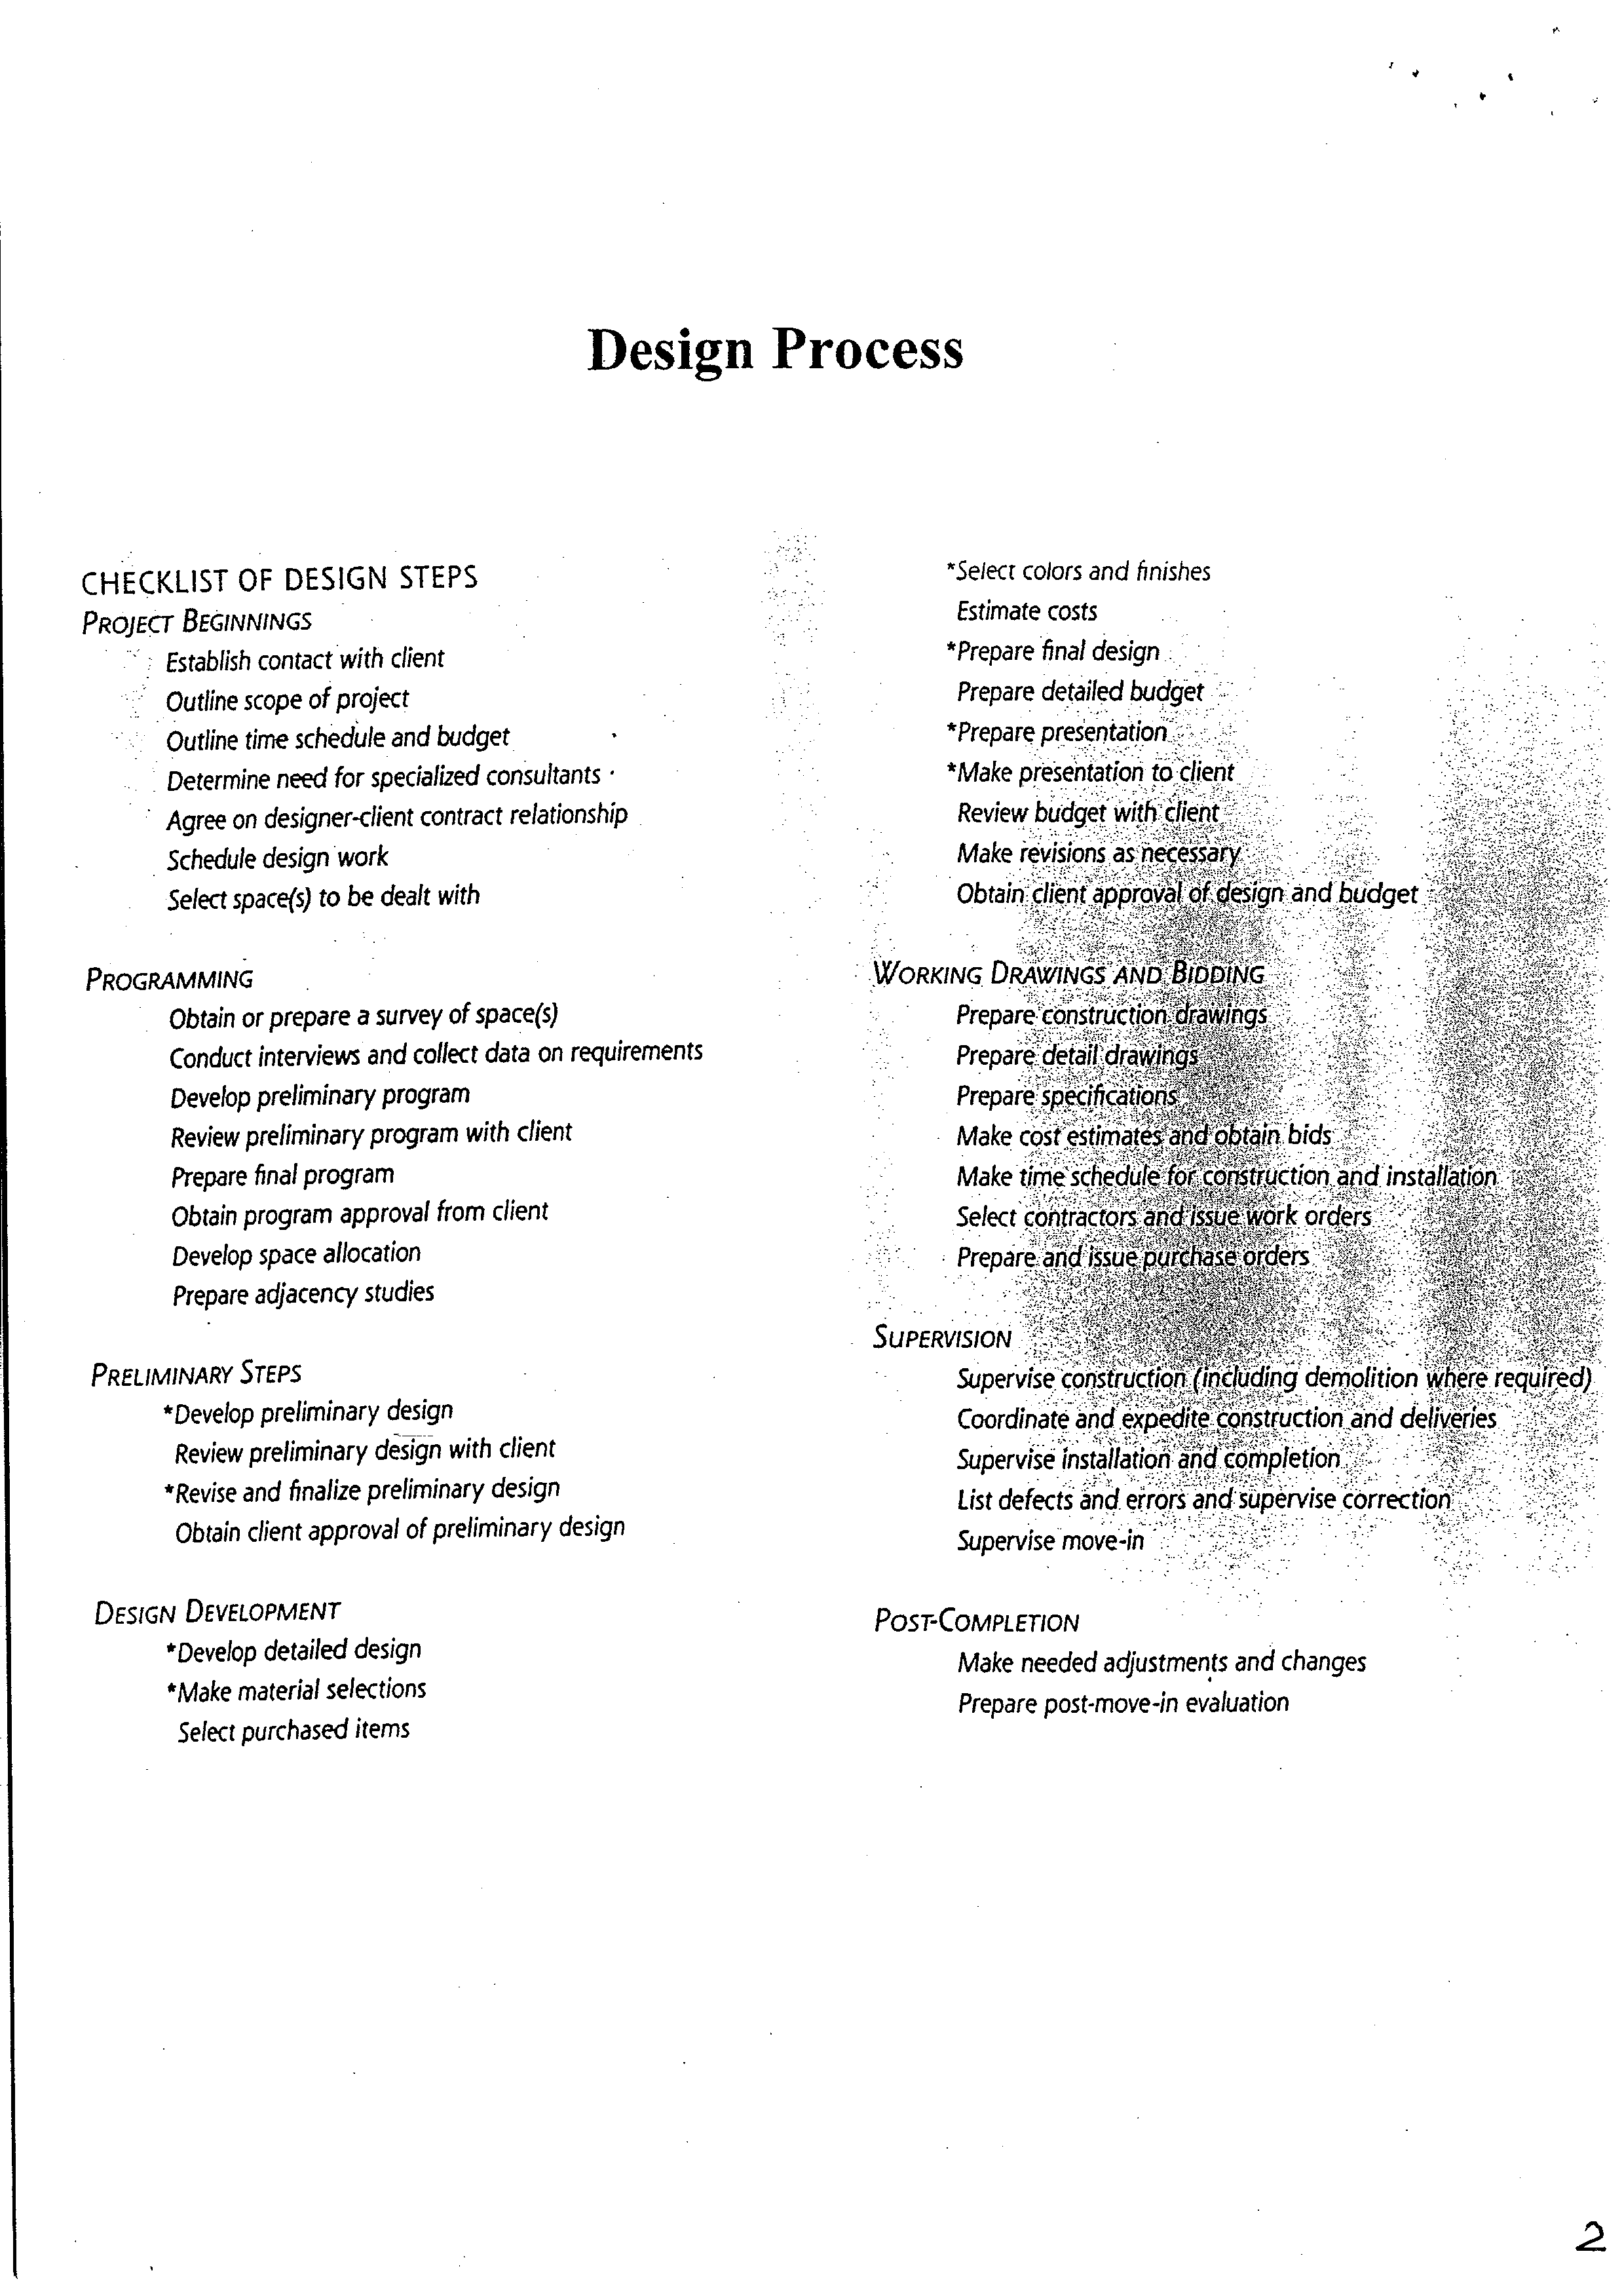 Design Process
CHECKLIST OF DESIGN STEPS
PROJECT BEGINNINGS
Establish contact with client
Outline scope of project
Outline time schedule and budget
Determine need for specialized consultants
Agree on designer-client contract relationship
Schedule design work
Select space(s) to be dealt with
PROGRAMMING
Obtain or prepare a survey of space(s)
Conduct interviews and collect data on requirements
Develop preliminary program
Review preliminary program with client
Prepare final program
Obtain program approval from client
Develop space allocation
Prepare adjacency studies
PRELIMINARY STEPS
*Develop preliminary design
Review preliminary design with client
*Revise and finalize preliminary design
Obtain client approval of preliminary design
DESIGN DEVELOPMENT
*Develop detailed design
*Make material selections
Select purchased items
*Select colors and finishes
Estimate costs
*Prepare final design
Prepare detailed budget
*Prepare presentation
*Make presentation to client
Review budget with client
Make revisions as necessary
Obtain client approval of design and budget
WORKING DRAWINGS AND BIDDING
Prepare construction drawings
Prepare detail drawings
Prepare specifications
Make cost estimates and obtain bids
Make time schedule for construction and installation
Select contractors and issue work orders
Prepare and issue purchase orders
SUPERVISION
Supervise construction (including demolition where required)
Coordinate and expedite construction and deliveries
Supervise installation and completion
List defects and errors and supervise correction
Supervise move-in
POST-COMPLETION
Make needed adjustments and changes
Prepare post-move-in evaluation
2